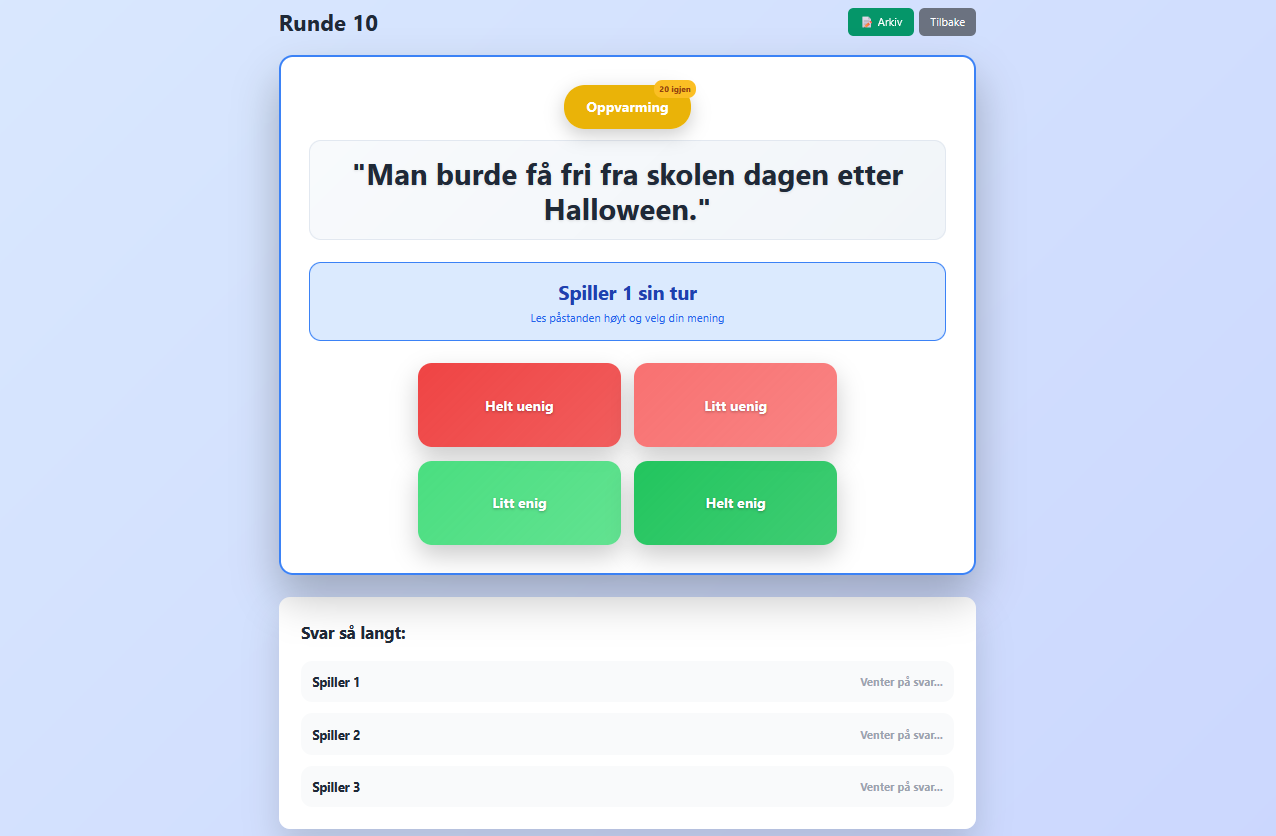 Runde 10
Arkiv
Tilbake
20 igjen
Oppvarming
"Man burde få fri fra skolen dagen etter
Halloween."
Spiller 1 sin tur
Les påstanden høyt og velg din mening
Helt uenig
Litt uenig
Litt enig
Helt enig
Svar så langt:
Spiller 1
Venter på svar...
Spiller 2
Venter på svar...
Spiller 3
Venter på svar...